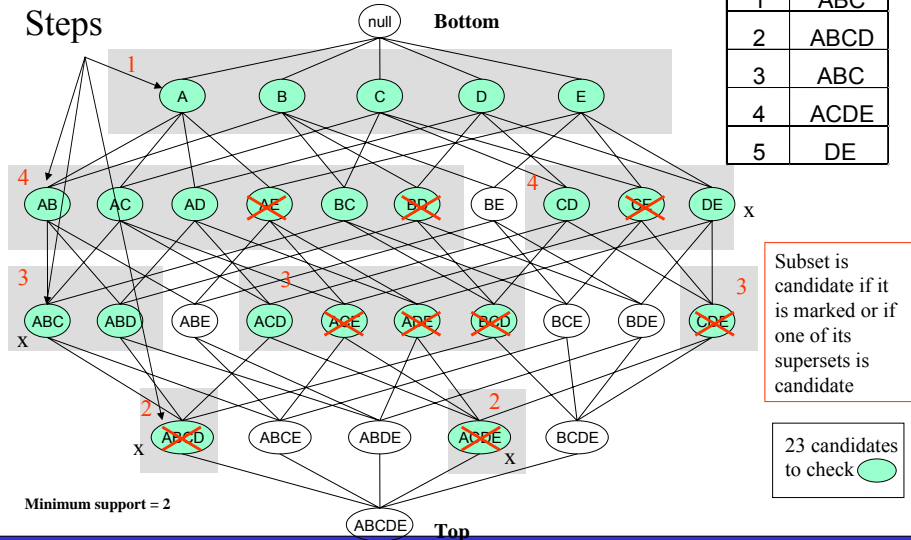 Steps
null
Bottom
1 ABC
2 ABCD
3 ABC
4 ACDE
5 DE
1
A B C D E
4
4
AB AC AD AE BC BD BE CD CE DE x
3
3
3
ABC ABD ABE ACD ACE ADE BCD BCE BDE CDE
x
Subset is
candidate if it
is marked or if
one of its
supersets is
candidate
2
2
ABCD ABCE ABDE ACDE BCDE
x
x
23 candidates
to check
Minimum support = 2
ABCDE
Top